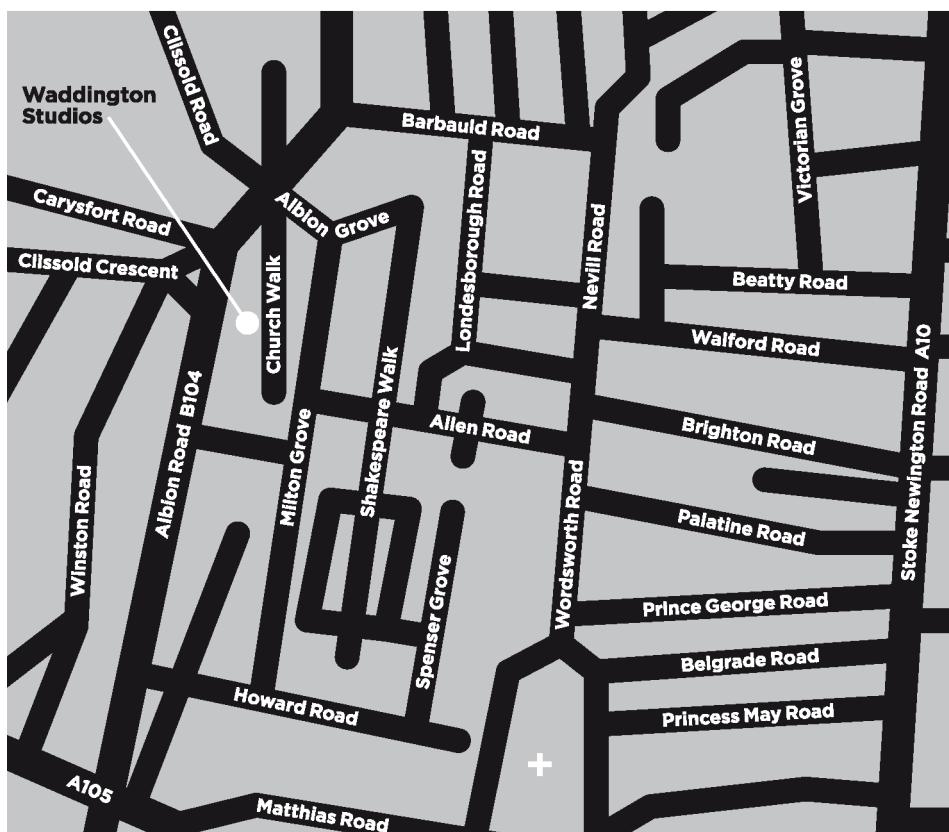 Clissold Road
Waddington
Studios
Barbauld Road
Victorian Grove
Carysfort Road
Albion Grove
Londesborough Road
Nevill Road
Clissold Crescent
Church Walk
Beatty Road
Walford Road
Shakespeare Walk
Albion Road B104
Milton Grove
Allen Road
Brighton Road
Stoke Newington Road A10
Winston Road
Palatine Road
Wordsworth Road
Spenser Grove
Prince George Road
Belgrade Road
Howard Road
Princess May Road
A105
Matthias Road